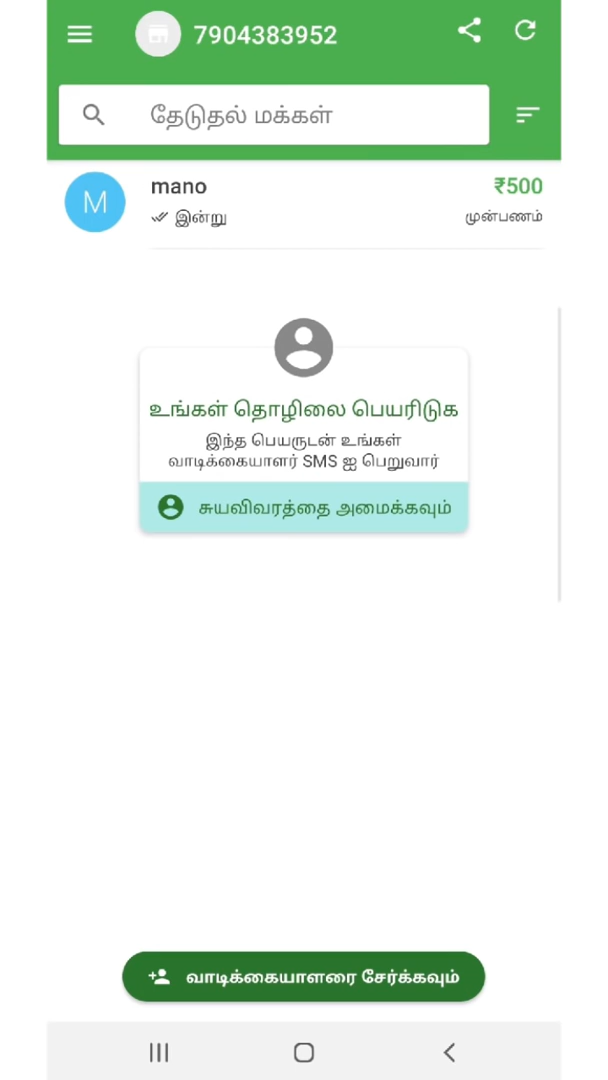 7904383952
தேடுதல் மக்கள்
M
mano
₹500
இன்று
முன்பணம்
உங்கள் தொழிலை பெயரிடுக
இந்த பெயருடன் உங்கள்
வாடிக்கையாளர் SMS ஐ பெறுவார்
சுயவிவரத்தை அமைக்கவும்
வாடிக்கையாளரை சேர்க்கவும்